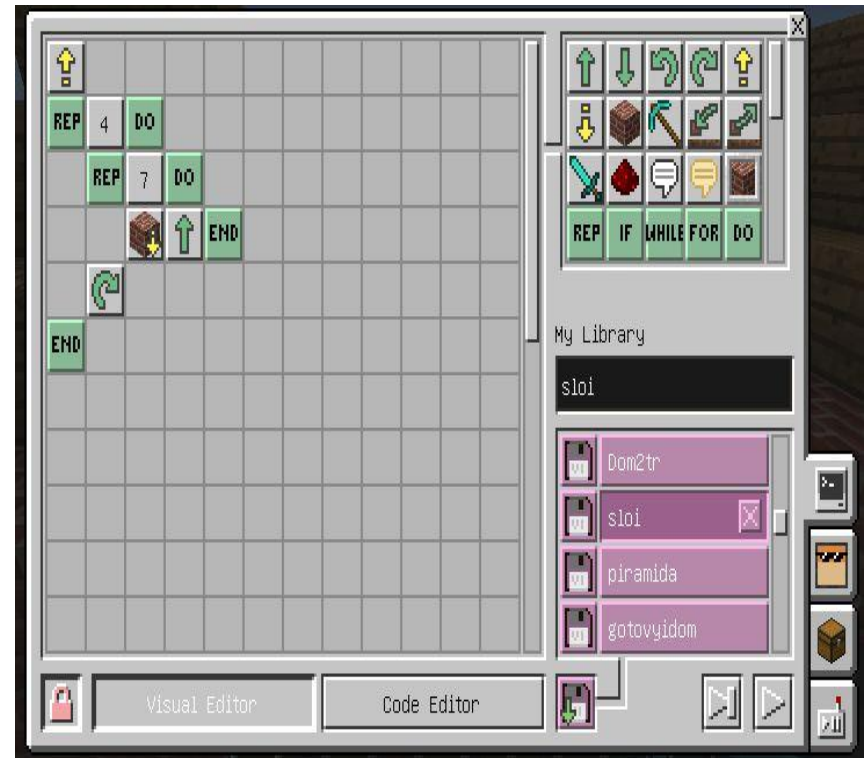 X
REP 4 DO
REP 7 DO
END
END
REP IF WHILE FOR DO
My Library
sloi
Dom2tr
sloi X
piramida
gotovyidom
Visual Editor
Code Editor